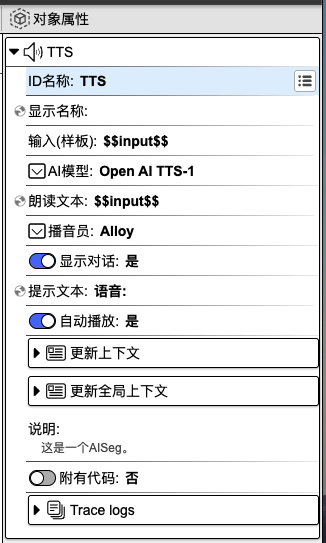 对象属性
TTS
ID名称: TTS
显示名称:
输入(样板): $$input$$
AI模型: Open AI TTS-1
朗读文本: $$input$$
播音员: Alloy
显示对话: 是
提示文本: 语音:
自动播放: 是
更新上下文
更新全局上下文
说明:
这是一个AISeg。
附有代码: 否
Trace logs